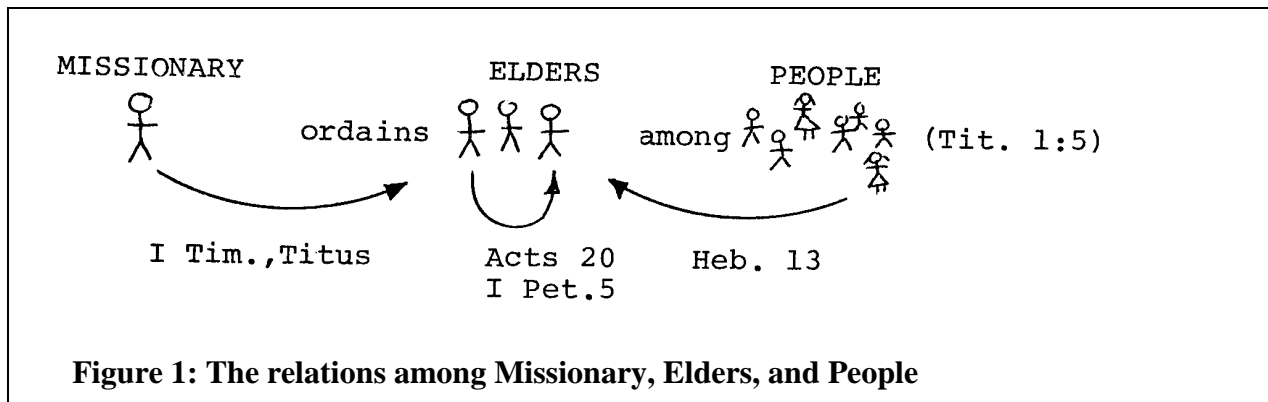 MISSIONARY ELDERS PEOPLE
ordains among (Tit. 1:5)
I Tim.,Titus Acts 20 Heb. 13
I Pet.5
Figure 1: The relations among Missionary, Elders, and People